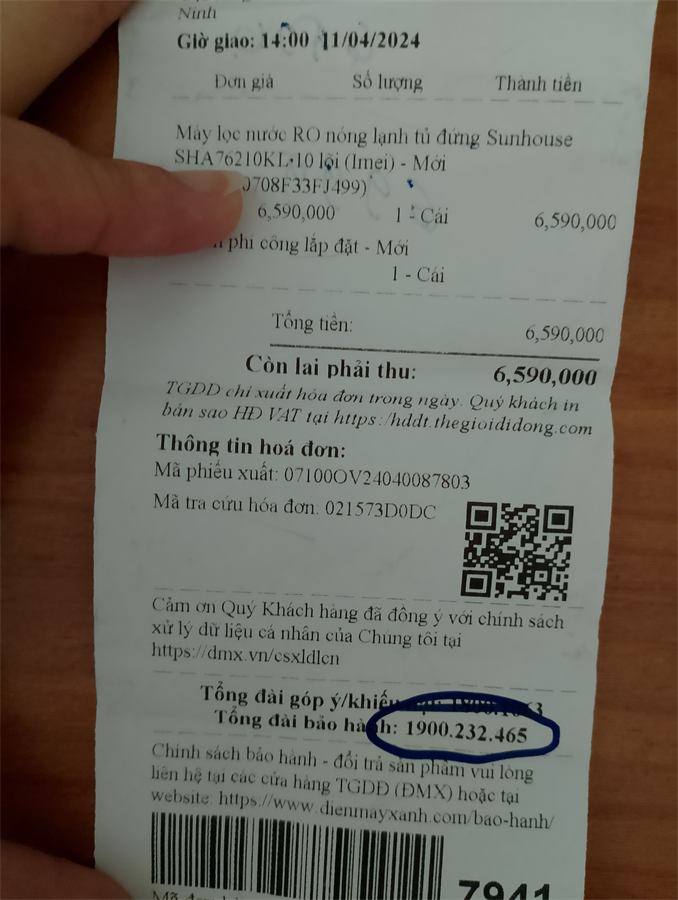 Ninh
Giờ giao: 14:00 11/04/2024
Đơn giá Số lượng Thành tiền
Máy lọc nước RO nóng lạnh tủ đứng Sunhouse
SHA76210KL 10 lõi (Imei) - Mới
0708F33FJ499)
6,590,000 1 - Cái 6,590,000
phí công lắp đặt - Mới
1 - Cái
Tổng tiền: 6,590,000
Còn lai phải thu: 6,590,000
TGDD chỉ xuất hóa đơn trong ngày. Quý khách in
bản sao HĐ VAT tại https://hddt.thegioididong.com
Thông tin hoá đơn:
Mã phiếu xuất: 07100OV24040087803
Mã tra cứu hóa đơn: 021573D0DC
Cảm ơn Quý Khách hàng đã đồng ý với chính sách
xử lý dữ liệu cá nhân của Chúng tôi tại
https://dmx.vn/csxldlcn
Tổng đài góp ý/khiếu
Tổng đài bảo hành: 1900.232.465
Chính sách bảo hành - đổi trả sản phẩm vui lòng
liên hệ tại các cửa hàng TGDĐ (ĐMX) hoặc tại
website: https://www.dienmayxanh.com/bao-hanh/
7941